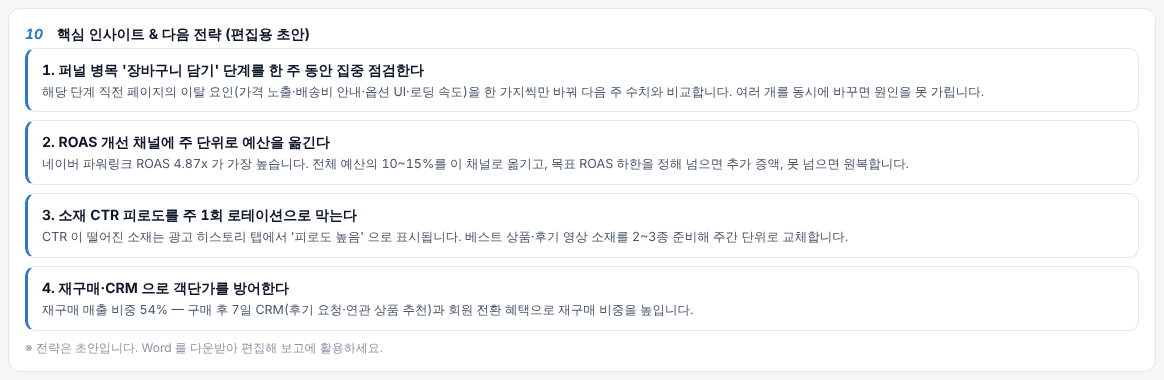 10 핵심 인사이트 & 다음 전략 (편집용 초안)
1. 퍼널 병목 '장바구니 담기' 단계를 한 주 동안 집중 점검한다
해당 단계 직전 페이지의 이탈 요인(가격 노출·배송비 안내·옵션 UI·로딩 속도)을 한 가지씩만 바꿔 다음 주 수치와 비교합니다. 여러 개를 동시에 바꾸면 원인을 못 가립니다.
2. ROAS 개선 채널에 주 단위로 예산을 옮긴다
네이버 파워링크 ROAS 4.87x 가 가장 높습니다. 전체 예산의 10~15%를 이 채널로 옮기고, 목표 ROAS 하한을 정해 넘으면 추가 증액, 못 넘으면 원복합니다.
3. 소재 CTR 피로도를 주 1회 로테이션으로 막는다
CTR 이 떨어진 소재는 광고 히스토리 탭에서 '피로도 높음' 으로 표시됩니다. 베스트 상품·후기 영상 소재를 2~3종 준비해 주간 단위로 교체합니다.
4. 재구매·CRM 으로 객단가를 방어한다
재구매 매출 비중 54% — 구매 후 7일 CRM(후기 요청·연관 상품 추천)과 회원 전환 혜택으로 재구매 비중을 높입니다.
※ 전략은 초안입니다. Word 를 다운받아 편집해 보고에 활용하세요.